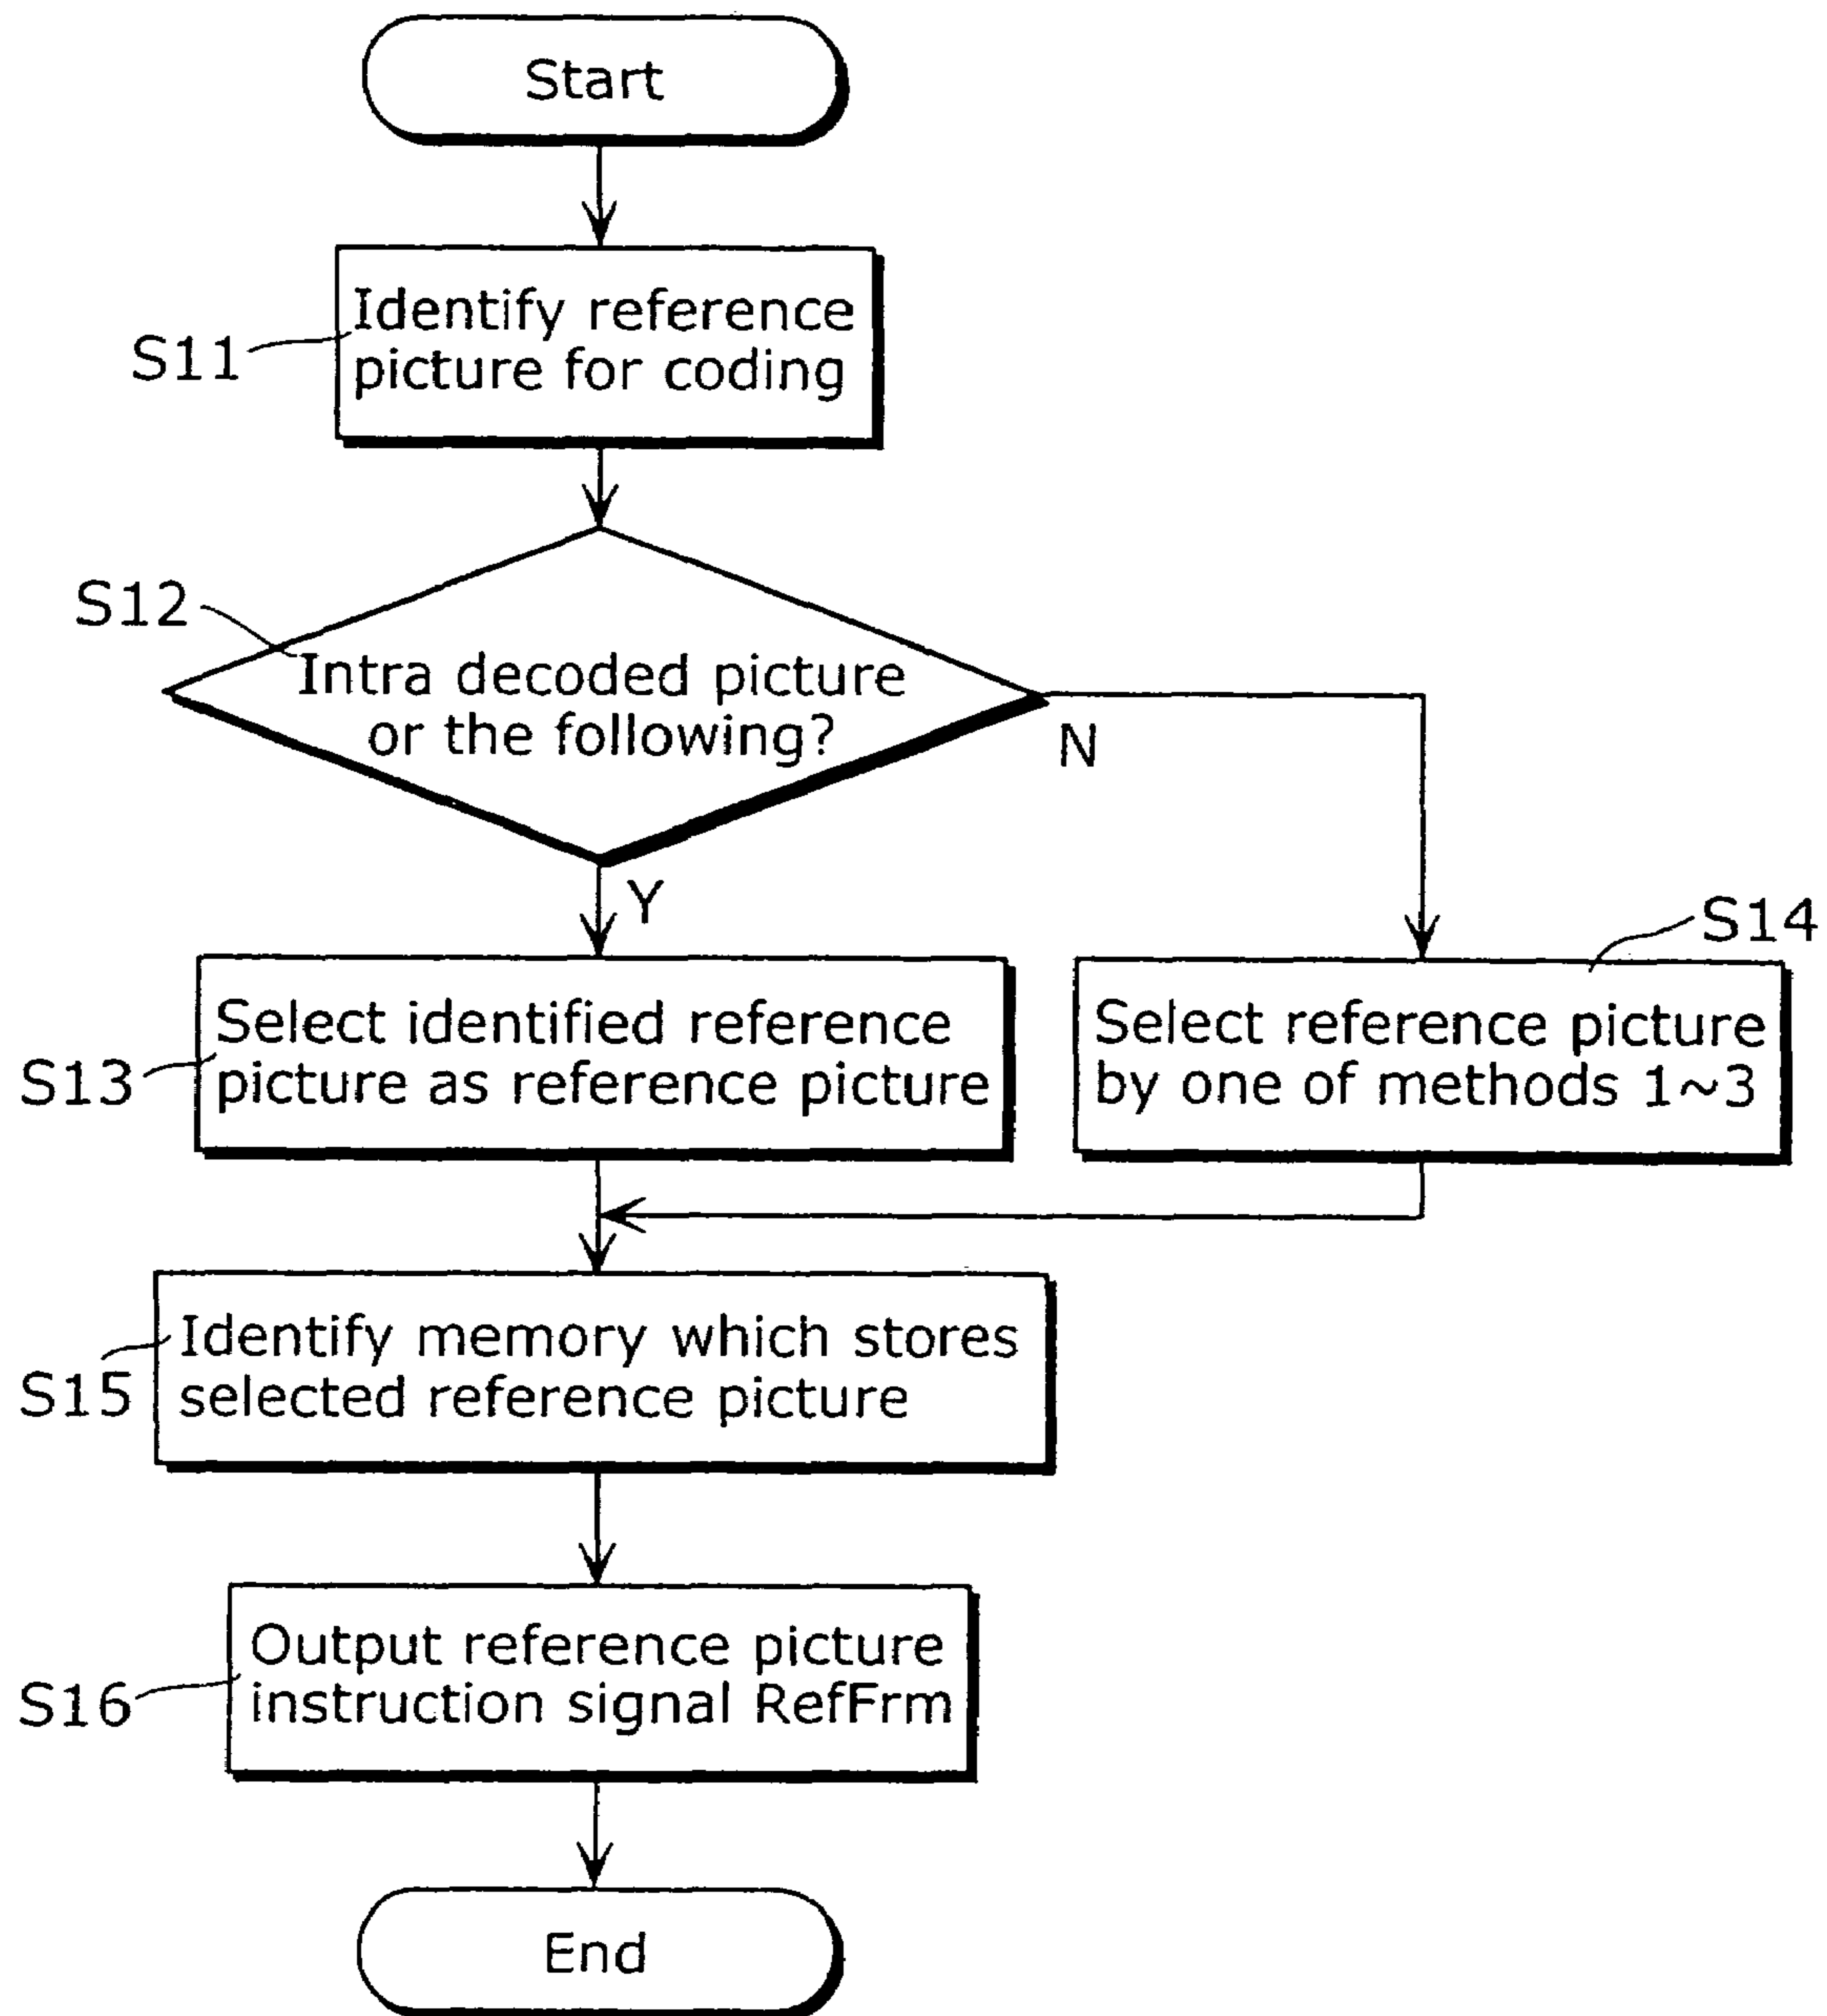 Start
S11
Identify reference
picture for coding
S12
Intra decoded picture
or the following?
N
Y
S13
Select identified reference
picture as reference picture
S14
Select reference picture
by one of methods 1~3
S15
Identify memory which stores
selected reference picture
S16
Output reference picture
instruction signal RefFrm
End